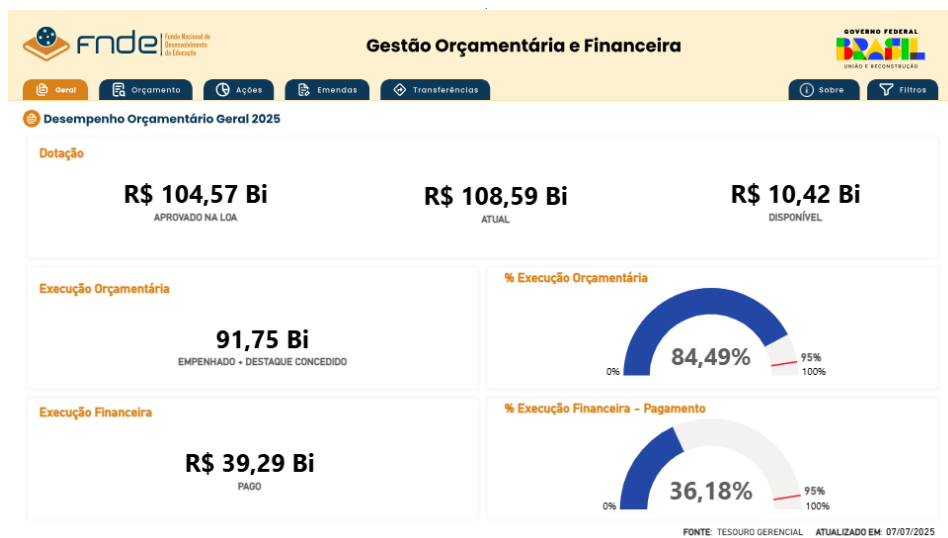 fnde
Fundo Nacional de
Desenvolvimento
da Educação
Gestão Orçamentária e Financeira
GOVERNO FEDERAL
BRASIL
UNIÃO E RECONSTRUÇÃO
Geral
Orçamento
Ações
Emendas
Transferências
Sobre
Filtros
Desempenho Orçamentário Geral 2025
Dotação
R$ 104,57 Bi
APROVADO NA LOA
R$ 108,59 Bi
ATUAL
R$ 10,42 Bi
DISPONÍVEL
Execução Orçamentária
91,75 Bi
EMPENHADO + DESTAQUE CONCEDIDO
% Execução Orçamentária
84,49%
0%
95%
100%
Execução Financeira
R$ 39,29 Bi
PAGO
% Execução Financeira - Pagamento
36,18%
0%
95%
100%
FONTE: TESOURO GERENCIAL ATUALIZADO EM: 07/07/2025